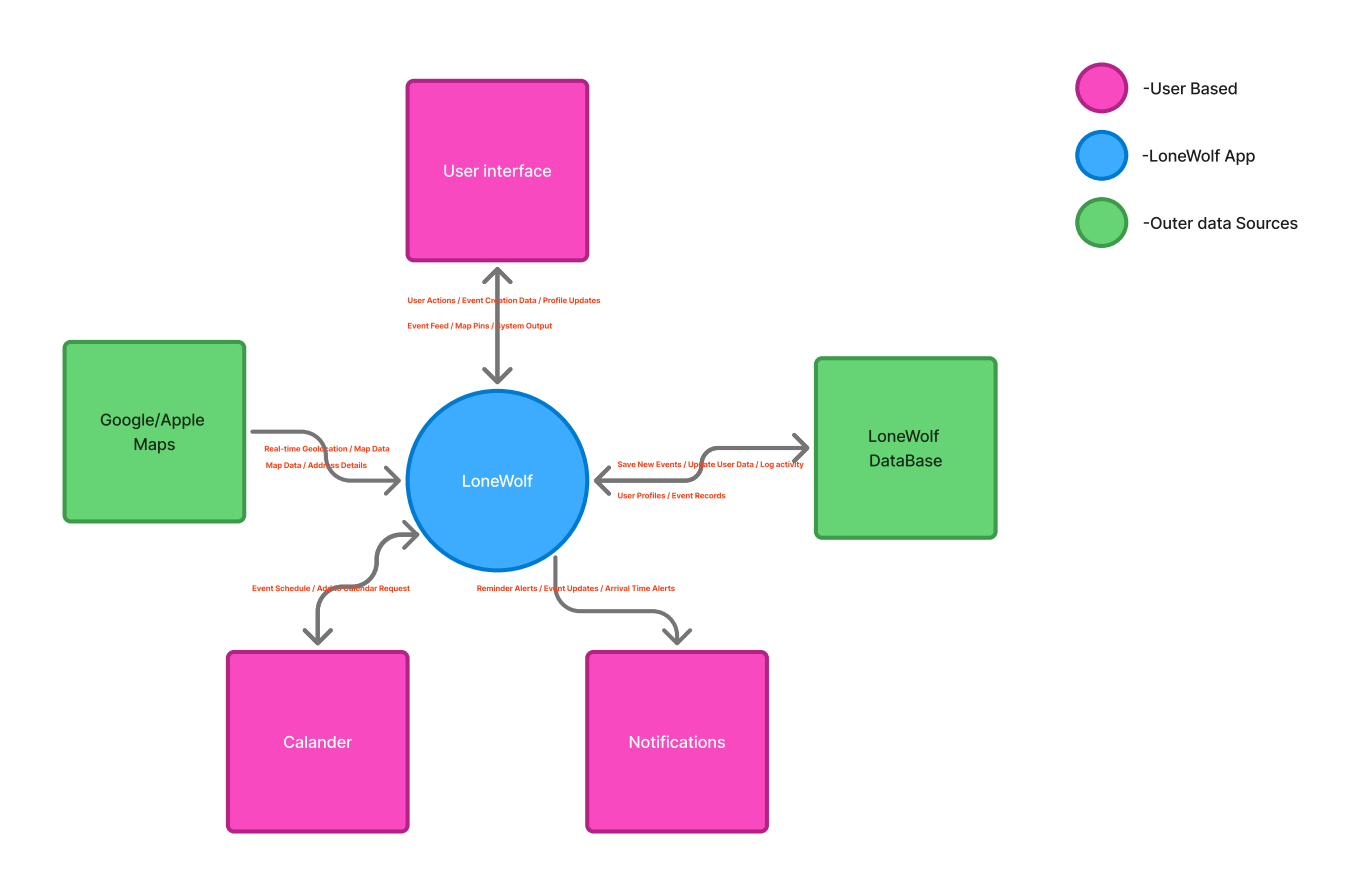 -User Based
-LoneWolf App
-Outer data Sources
User interface
User Actions / Event Creation Data / Profile Updates
Event Feed / Map Pins / System Output
Google/Apple
Maps
Real-time Geolocation / Map Data
Map Data / Address Details
LoneWolf
Save New Events / Update User Data / Log activity
User Profiles / Event Records
LoneWolf
DataBase
Event Schedule / Add to Calendar Request
Reminder Alerts / Event Updates / Arrival Time Alerts
Calander
Notifications